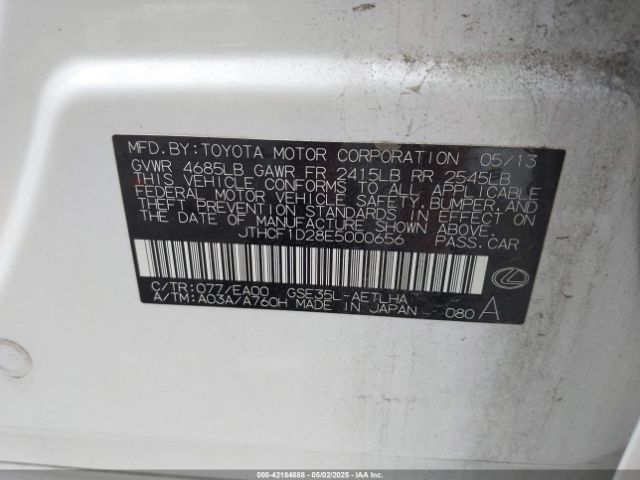 MFD.BY:TOYOTA MOTOR CORPORATION 05/13
GVWR 4685LB GAWR FR 2415LB RR 2545LB
THIS VEHICLE CONFORMS TO ALL APPLICABLE
FEDERAL MOTOR VEHICLE SAFETY,BUMPER,AND
THEFT PREVENTION STANDARDS IN EFFECT ON
THE DATE OF MANUFACTURE SHOWN ABOVE.
JTHCF1D28E5000656 PASS.CAR
C/TR:077/EA00 GSE35L-AETLHA
A/TM:A03A/A760H MADE IN JAPAN 080 A
000-42184888 05/02/2025 IAA Inc.